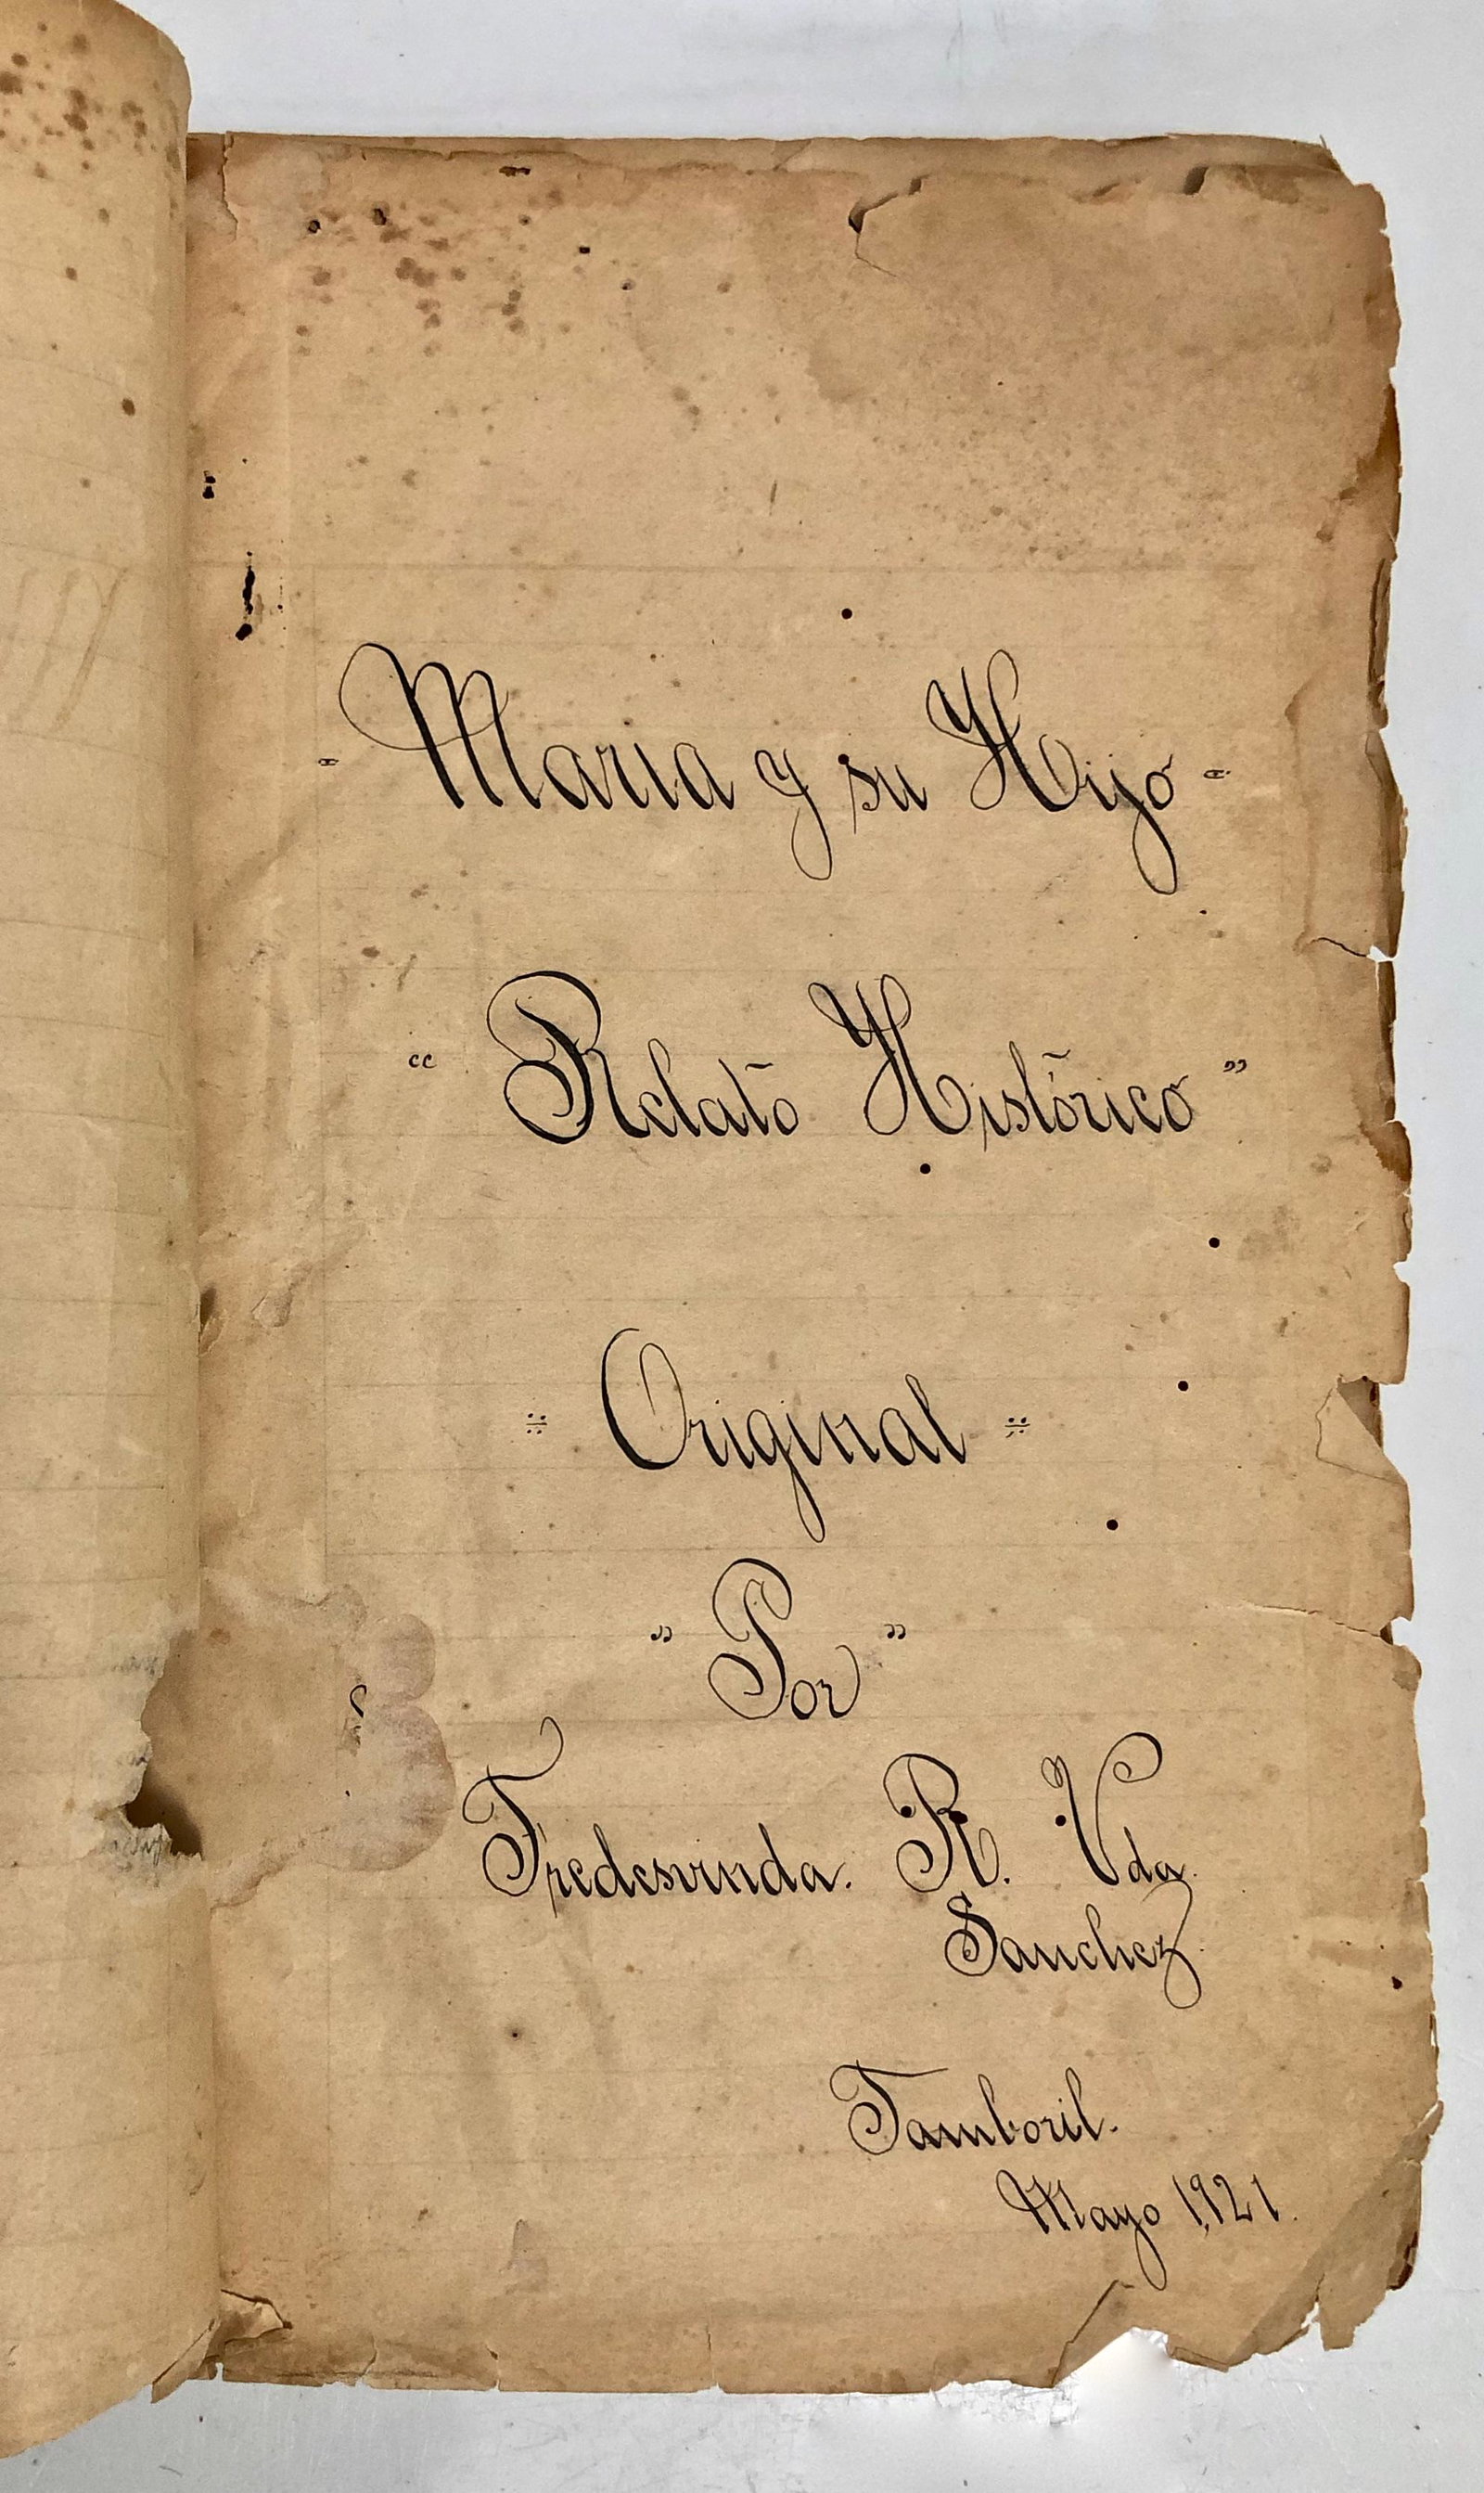 = Maria y su Hijo =
“ Relato Histórico ”
÷ Original ÷
” Por ”
Fredesvinda. R. Vda.
Sanchez
Tamboril.
Mayo 1,921.